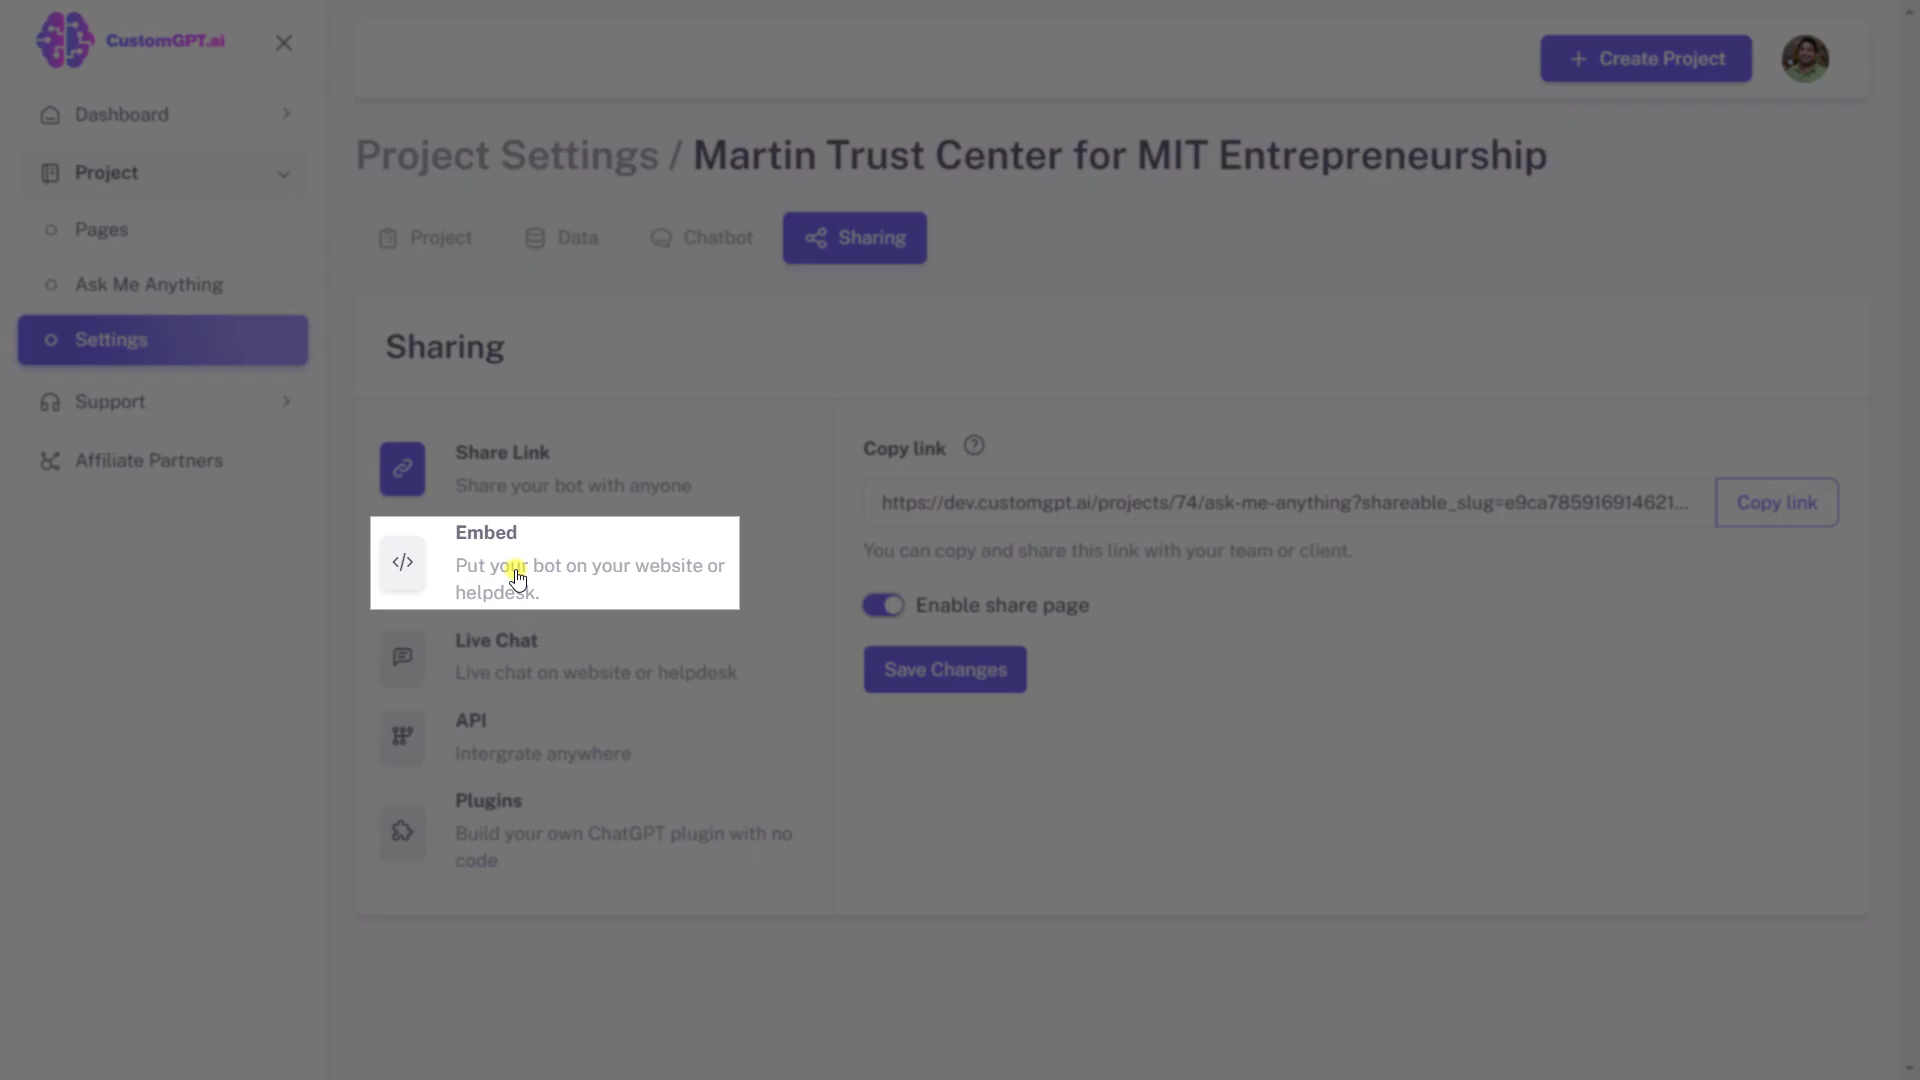 CustomGPT.ai
Create Project
Dashboard
Project
Pages
Ask Me Anything
Settings
Support
Affiliate Partners
Project Settings / Martin Trust Center for MIT Entrepreneurship
Project
Data
Chatbot
Sharing
Sharing
Share Link
Share your bot with anyone
Embed
Put your bot on your website or
helpdesk.
Live Chat
Live chat on website or helpdesk
API
Intergrate anywhere
Plugins
Build your own ChatGPT plugin with no
code
Copy link
https://dev.customgpt.ai/projects/74/ask-me-anything?shareable_slug=e9ca785916914621...
Copy link
You can copy and share this link with your team or client.
Enable share page
Save Changes